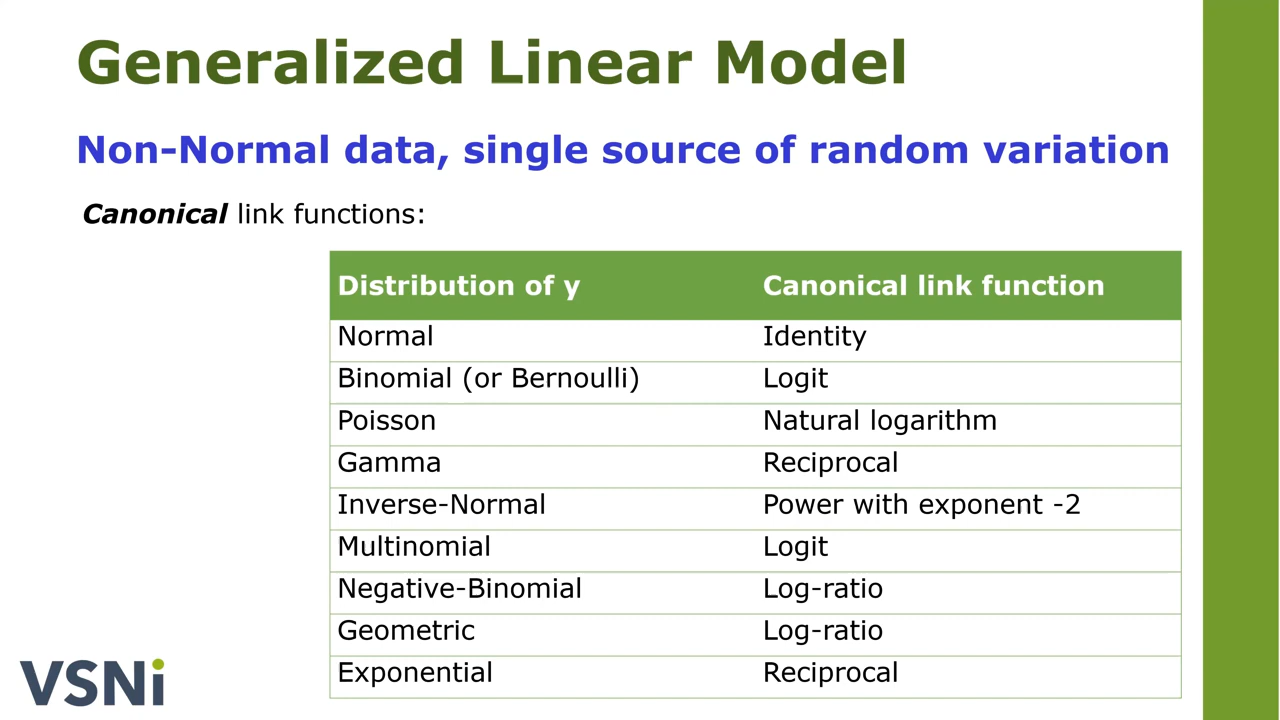 Generalized Linear Model
Non-Normal data, single source of random variation
Canonical link functions:
Distribution of y Canonical link function
Normal Identity
Binomial (or Bernoulli) Logit
Poisson Natural logarithm
Gamma Reciprocal
Inverse-Normal Power with exponent -2
Multinomial Logit
Negative-Binomial Log-ratio
Geometric Log-ratio
Exponential Reciprocal
VSNi